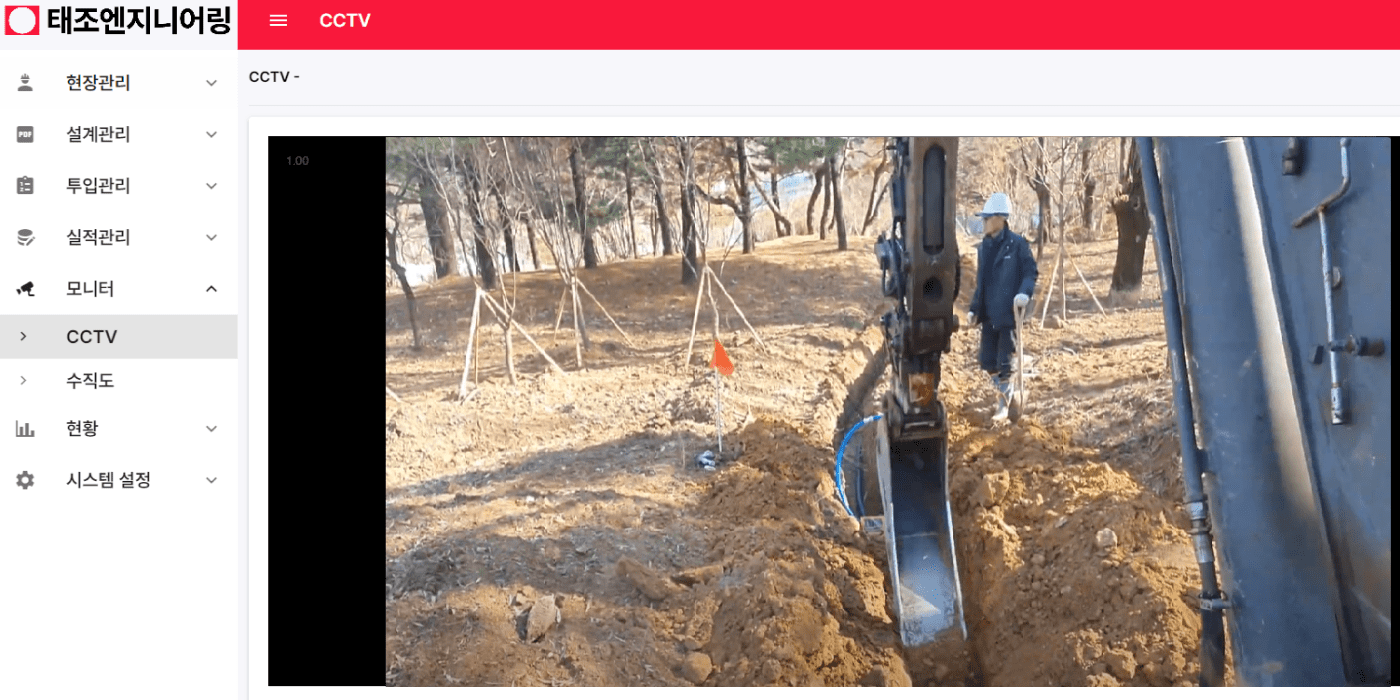 태조엔지니어링
CCTV
현장관리
PDF 설계관리
투입관리
실적관리
모니터
CCTV
수직도
현황
시스템 설정
CCTV -
1.00